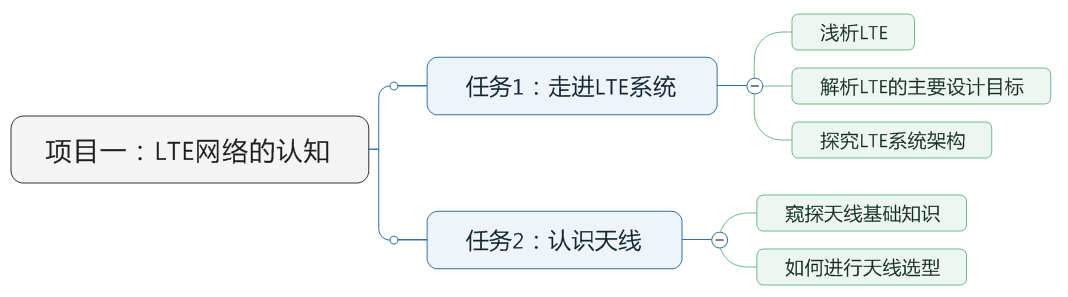 项目一：LTE网络的认知
任务1：走进LTE系统
浅析LTE
解析LTE的主要设计目标
探究LTE系统架构
任务2：认识天线
窥探天线基础知识
如何进行天线选型